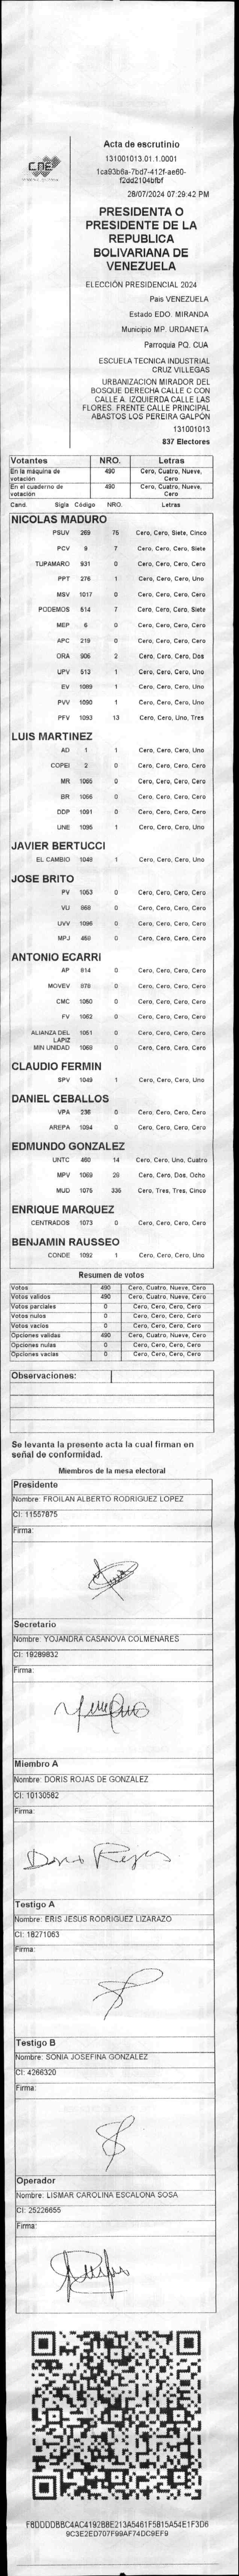 Acta de escrutinio
CNE
131001013.01.1.0001
1ca93b6a-7bd7-412f-ae60-
f2dd2104bfbf
28/07/2024 07:29:42 PM
PRESIDENTA O
PRESIDENTE DE LA
REPUBLICA
BOLIVARIANA DE
VENEZUELA
ELECCIÓN PRESIDENCIAL 2024
Pais VENEZUELA
Estado EDO. MIRANDA
Municipio MP. URDANETA
Parroquia PQ. CUA
ESCUELA TECNICA INDUSTRIAL
CRUZ VILLEGAS
URBANIZACION MIRADOR DEL
BOSQUE DERECHA CALLE C CON
CALLE A. IZQUIERDA CALLE LAS
FLORES. FRENTE CALLE PRINCIPAL
ABASTOS LOS PEREIRA GALPÓN
131001013
837 Electores
Votantes NRO. Letras
En la máquina de votación 490 Cero, Cuatro, Nueve, Cero
En el cuaderno de votación 490 Cero, Cuatro, Nueve, Cero
Cand. Sigla Código NRO. Letras
NICOLAS MADURO
PSUV 269 75 Cero, Cero, Siete, Cinco
PCV 9 7 Cero, Cero, Cero, Siete
TUPAMARO 931 0 Cero, Cero, Cero, Cero
PPT 276 1 Cero, Cero, Cero, Uno
MSV 1017 0 Cero, Cero, Cero, Cero
PODEMOS 514 7 Cero, Cero, Cero, Siete
MEP 6 0 Cero, Cero, Cero, Cero
APC 219 0 Cero, Cero, Cero, Cero
ORA 906 2 Cero, Cero, Cero, Dos
UPV 513 1 Cero, Cero, Cero, Uno
EV 1089 1 Cero, Cero, Cero, Uno
PVV 1090 1 Cero, Cero, Cero, Uno
PFV 1093 13 Cero, Cero, Uno, Tres
LUIS MARTINEZ
AD 1 1 Cero, Cero, Cero, Uno
COPEI 2 0 Cero, Cero, Cero, Cero
MR 1065 0 Cero, Cero, Cero, Cero
BR 1066 0 Cero, Cero, Cero, Cero
DDP 1091 0 Cero, Cero, Cero, Cero
UNE 1095 1 Cero, Cero, Cero, Uno
JAVIER BERTUCCI
EL CAMBIO 1048 1 Cero, Cero, Cero, Uno
JOSE BRITO
PV 1053 0 Cero, Cero, Cero, Cero
VU 868 0 Cero, Cero, Cero, Cero
UVV 1096 0 Cero, Cero, Cero, Cero
MPJ 458 0 Cero, Cero, Cero, Cero
ANTONIO ECARRI
AP 814 0 Cero, Cero, Cero, Cero
MOVEV 878 0 Cero, Cero, Cero, Cero
CMC 1050 0 Cero, Cero, Cero, Cero
FV 1062 0 Cero, Cero, Cero, Cero
ALIANZA DEL LAPIZ 1051 0 Cero, Cero, Cero, Cero
MIN UNIDAD 1068 0 Cero, Cero, Cero, Cero
CLAUDIO FERMIN
SPV 1049 1 Cero, Cero, Cero, Uno
DANIEL CEBALLOS
VPA 236 0 Cero, Cero, Cero, Cero
AREPA 1094 0 Cero, Cero, Cero, Cero
EDMUNDO GONZALEZ
UNTC 480 14 Cero, Cero, Uno, Cuatro
MPV 1069 28 Cero, Cero, Dos, Ocho
MUD 1075 335 Cero, Tres, Tres, Cinco
ENRIQUE MARQUEZ
CENTRADOS 1073 0 Cero, Cero, Cero, Cero
BENJAMIN RAUSSEO
CONDE 1092 1 Cero, Cero, Cero, Uno
Resumen de votos
Votos 490 Cero, Cuatro, Nueve, Cero
Votos validos 490 Cero, Cuatro, Nueve, Cero
Votos parciales 0 Cero, Cero, Cero, Cero
Votos nulos 0 Cero, Cero, Cero, Cero
Votos vacios 0 Cero, Cero, Cero, Cero
Opciones validas 490 Cero, Cuatro, Nueve, Cero
Opciones nulas 0 Cero, Cero, Cero, Cero
Opciones vacias 0 Cero, Cero, Cero, Cero
Observaciones:
Se levanta la presente acta la cual firman en
señal de conformidad.
Miembros de la mesa electoral
Presidente
Nombre: FROILAN ALBERTO RODRIGUEZ LOPEZ
CI: 11557875
Firma:
Secretario
Nombre: YOJANDRA CASANOVA COLMENARES
CI: 19289832
Firma:
Miembro A
Nombre: DORIS ROJAS DE GONZALEZ
CI: 10130582
Firma:
Doris Rojas
Testigo A
Nombre: ERIS JESUS RODRIGUEZ LIZARAZO
CI: 18271063
Firma:
Testigo B
Nombre: SONIA JOSEFINA GONZALEZ
CI: 4266320
Firma:
Operador
Nombre: LISMAR CAROLINA ESCALONA SOSA
CI: 25226655
Firma:
F8DDDDBBC4AC4192B8E213A5461F5815A54E1F3D6
9C3E2ED707F99AF74DC9EF9